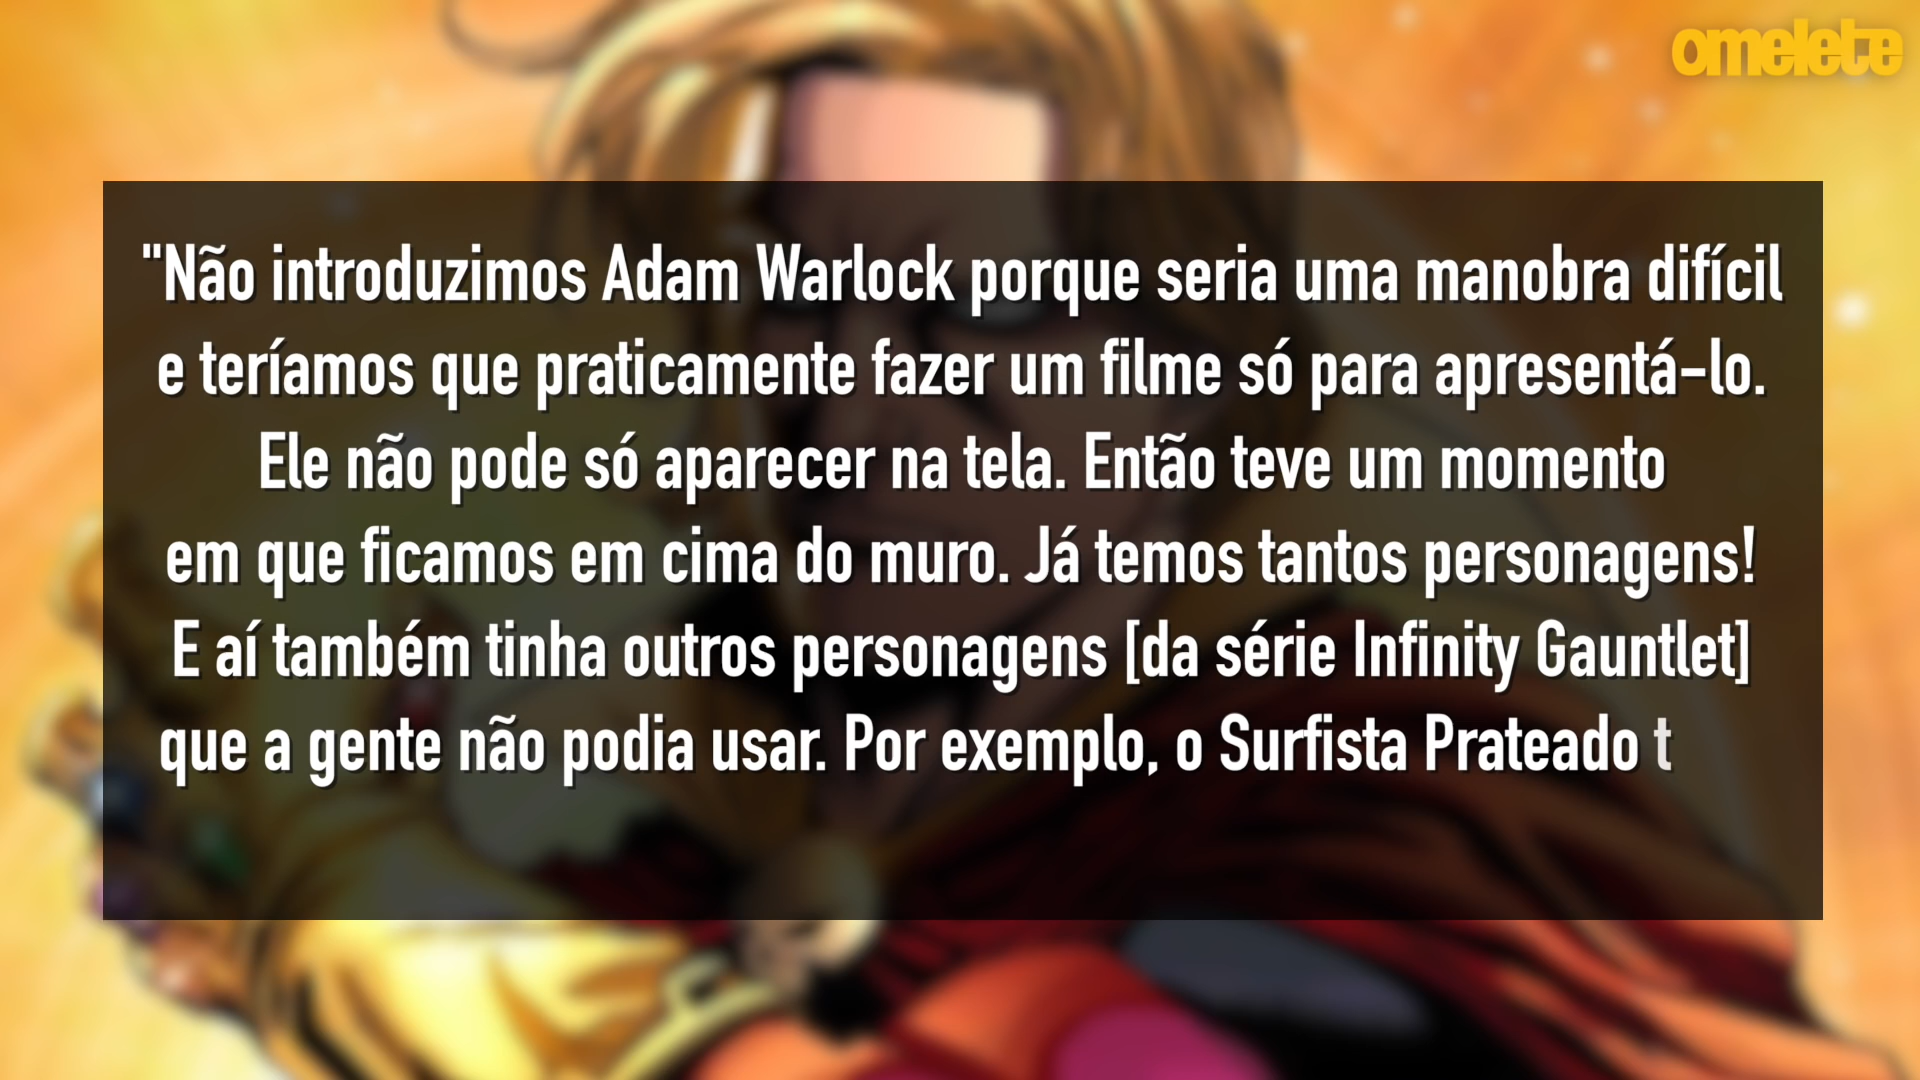 omelete
"Não introduzimos Adam Warlock porque seria uma manobra difícil
e teríamos que praticamente fazer um filme só para apresentá-lo.
Ele não pode só aparecer na tela. Então teve um momento
em que ficamos em cima do muro. Já temos tantos personagens!
E aí também tinha outros personagens [da série Infinity Gauntlet]
que a gente não podia usar. Por exemplo, o Surfista Prateado t